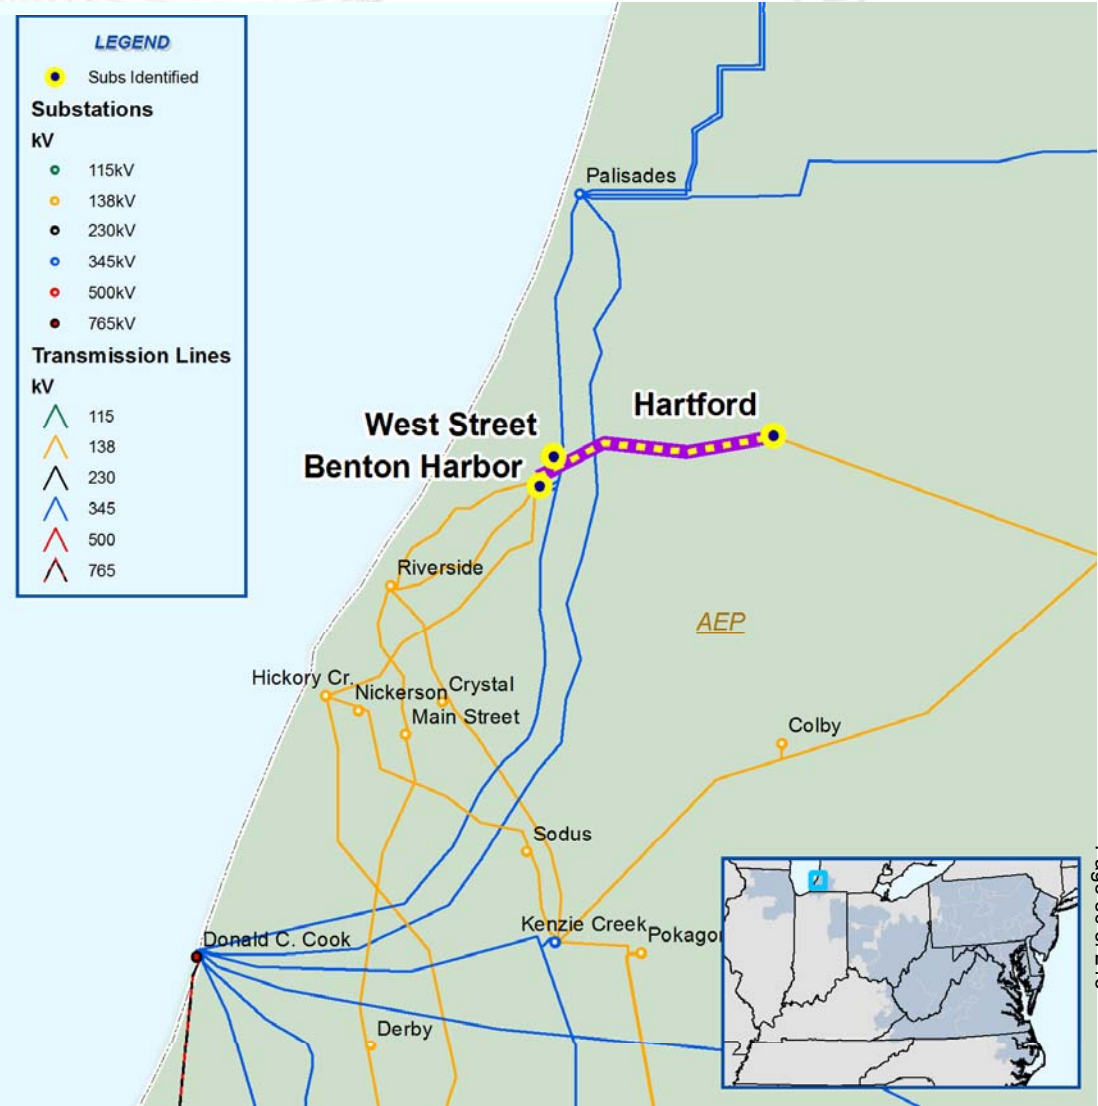 LEGEND
Subs Identified
Substations
kV
115kV
138kV
230kV
345kV
500kV
765kV
Transmission Lines
kV
115
138
230
345
500
765
Palisades
Hartford
West Street
Benton Harbor
Riverside
AEP
Hickory Cr.
Nickerson
Crystal
Main Street
Colby
Sodus
Kenzie Creek
Donald C. Cook
Derby